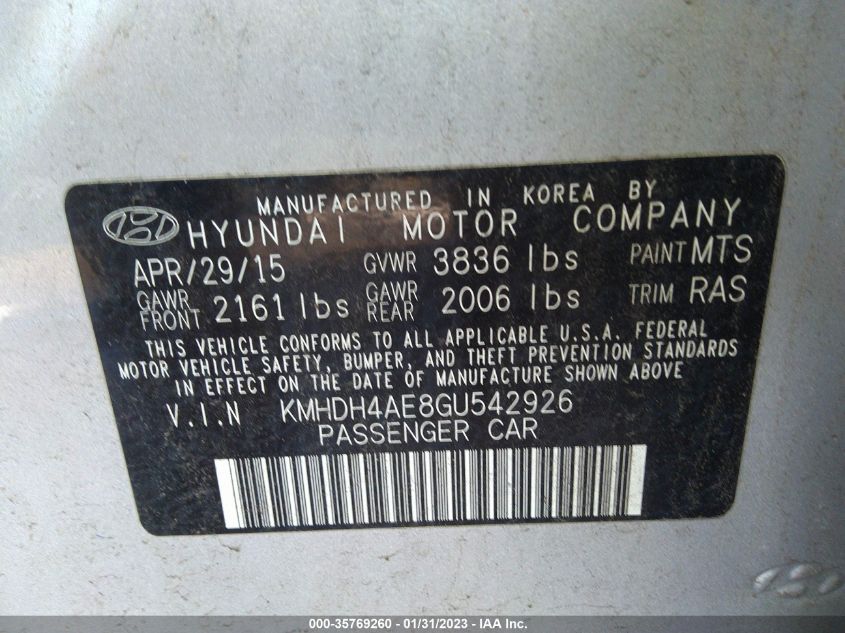 MANUFACTURED IN KOREA BY
HYUNDAI MOTOR COMPANY
APR/29/15 GVWR 3836 lbs PAINT MTS
GAWR FRONT 2161 lbs GAWR REAR 2006 lbs TRIM RAS
THIS VEHICLE CONFORMS TO ALL APPLICABLE U.S.A. FEDERAL
MOTOR VEHICLE SAFETY, BUMPER, AND THEFT PREVENTION STANDARDS
IN EFFECT ON THE DATE OF MANUFACTURE SHOWN ABOVE
V.I.N KMHDH4AE8GU542926
PASSENGER CAR
000-35769260 - 01/31/2023 - IAA Inc.